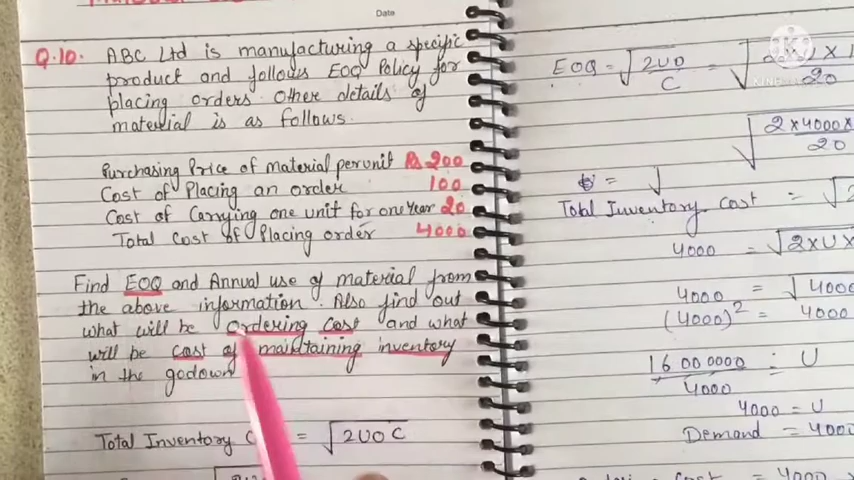 Date
Q.10. ABC Ltd is manufacturing a specific
product and follows EOQ Policy for
placing orders. Other details of
material is as follows.
Purchasing Price of material per unit Rs 200
Cost of Placing an order 100
Cost of Carrying one unit for one Year 20
Total Cost of Placing order 4000
Find EOQ and Annual use of material from
the above information. Also find out
what will be ordering cost and what
will be cost of maintaining inventory
in the godown
Total Inventory = √2UOC
EOQ = √2UO/C = √ 20
√2x4000x /20
= √
Total Inventory Cost = √2
4000 = √2xUx
4000 = √4000
(4000)² = 4000
16000000 / 4000 = U
4000 = U
Demand = 4000
cost = 4000